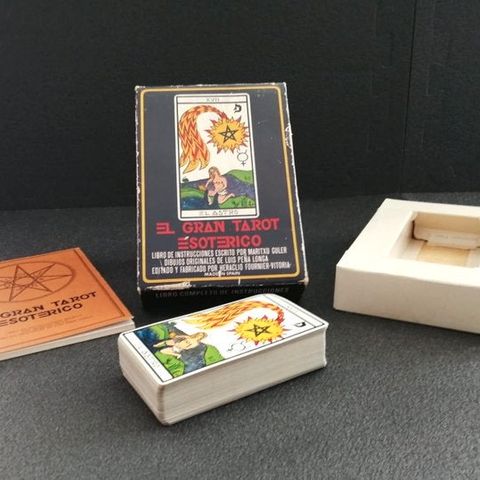 XVII
EL ASTRO
EL GRAN TAROT
ESOTERICO
LIBRO DE INSTRUCCIONES ESCRITO POR MARITXU GULER
DIBUJOS ORIGINALES DE LUIS PEÑA LONGA
EDITADO Y FABRICADO POR HERACLIO FOURNIER-VITORIA-
MADE IN SPAIN
LIBRO COMPLETO DE INSTRUCCIONES
GRAN TAROT
ESOTERICO